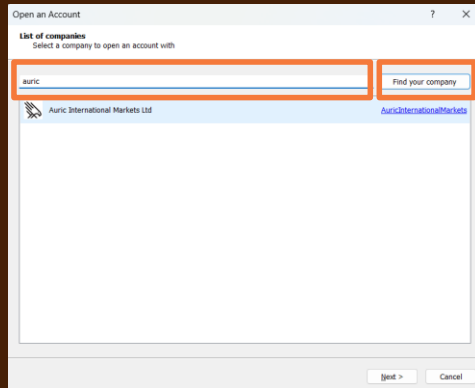 Open an Account
List of companies
Select a company to open an account with
auric
Find your company
Auric International Markets Ltd
AuricInternationalMarkets
Next >
Cancel